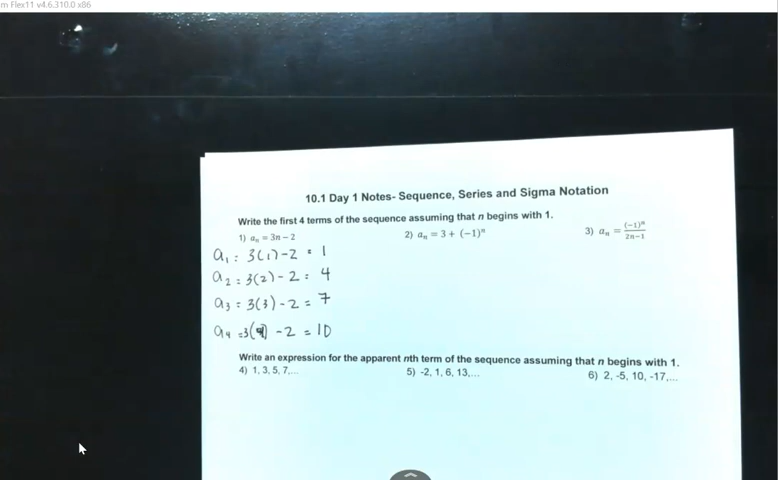 m Flex11 v4.6.310.0 x86
10.1 Day 1 Notes- Sequence, Series and Sigma Notation
Write the first 4 terms of the sequence assuming that n begins with 1.
1) aₙ = 3n − 2
2) aₙ = 3 + (−1)ⁿ
3) aₙ = (−1)ⁿ/(2n−1)
a₁ = 3(1) - 2 = 1
a₂ = 3(2) - 2 = 4
a₃ = 3(3) - 2 = 7
a₄ = 3(4) - 2 = 10
Write an expression for the apparent nth term of the sequence assuming that n begins with 1.
4) 1, 3, 5, 7,...
5) -2, 1, 6, 13,...
6) 2, -5, 10, -17,...